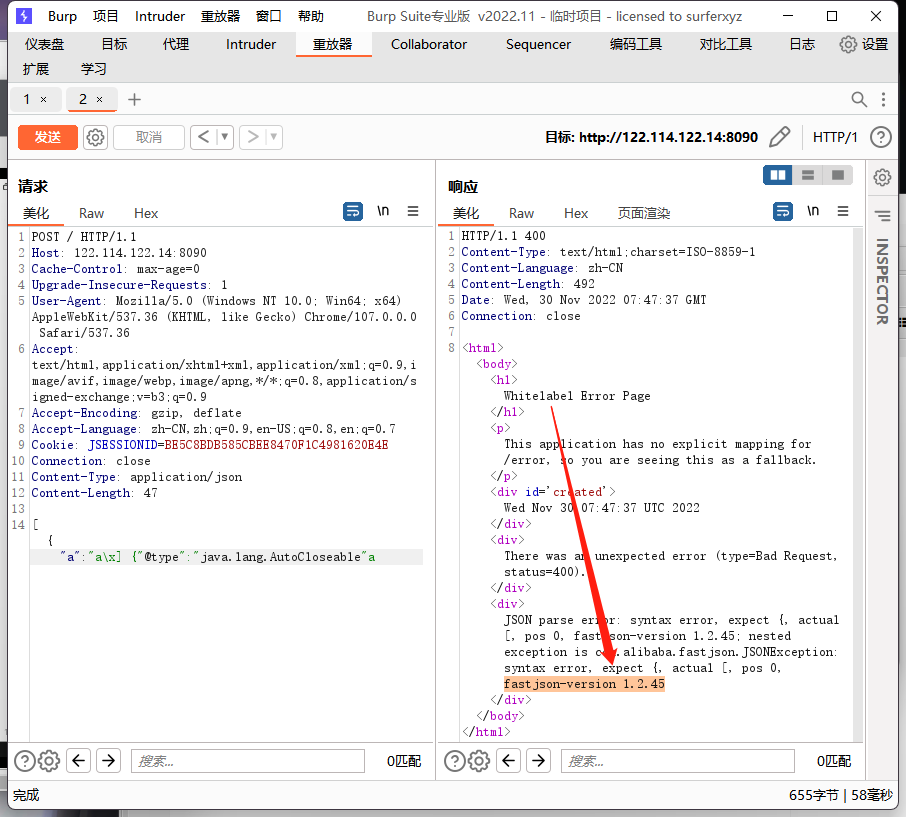 Burp 项目 Intruder 重放器 窗口 帮助 Burp Suite专业版 v2022.11 - 临时项目 - licensed to surferxyz
仪表盘 目标 代理 Intruder 重放器 Collaborator Sequencer 编码工具 对比工具 日志 设置
扩展 学习
1 × 2 × +
发送 取消 < > 目标: http://122.114.122.14:8090 HTTP/1
请求
美化 Raw Hex \n
1 POST / HTTP/1.1
2 Host: 122.114.122.14:8090
3 Cache-Control: max-age=0
4 Upgrade-Insecure-Requests: 1
5 User-Agent: Mozilla/5.0 (Windows NT 10.0; Win64; x64)
AppleWebKit/537.36 (KHTML, like Gecko) Chrome/107.0.0.0
Safari/537.36
6 Accept:
text/html,application/xhtml+xml,application/xml;q=0.9,i
mage/avif,image/webp,image/apng,*/*;q=0.8,application/s
igned-exchange;v=b3;q=0.9
7 Accept-Encoding: gzip, deflate
8 Accept-Language: zh-CN,zh;q=0.9,en-US;q=0.8,en;q=0.7
9 Cookie: JSESSIONID=BE5C8BDB585CBEE8470F1C4981620E4E
10 Connection: close
11 Content-Type: application/json
12 Content-Length: 47
13
14 [
{
"a":"a\x] {"@type":"java.lang.AutoCloseable"a
搜索... 0匹配
响应
美化 Raw Hex 页面渲染 \n
1 HTTP/1.1 400
2 Content-Type: text/html;charset=ISO-8859-1
3 Content-Language: zh-CN
4 Content-Length: 492
5 Date: Wed, 30 Nov 2022 07:47:37 GMT
6 Connection: close
7
8 <html>
<body>
<h1>
Whitelabel Error Page
</h1>
<p>
This application has no explicit mapping for
/error, so you are seeing this as a fallback.
</p>
<div id='created'>
Wed Nov 30 07:47:37 UTC 2022
</div>
<div>
There was an unexpected error (type=Bad Request,
status=400).
</div>
<div>
JSON parse error: syntax error, expect {, actual
[, pos 0, fastjson-version 1.2.45; nested
exception is com.alibaba.fastjson.JSONException:
syntax error, expect {, actual [, pos 0,
fastjson-version 1.2.45
</div>
</body>
</html>
搜索... 0匹配
INSPECTOR
完成 655字节 | 58毫秒